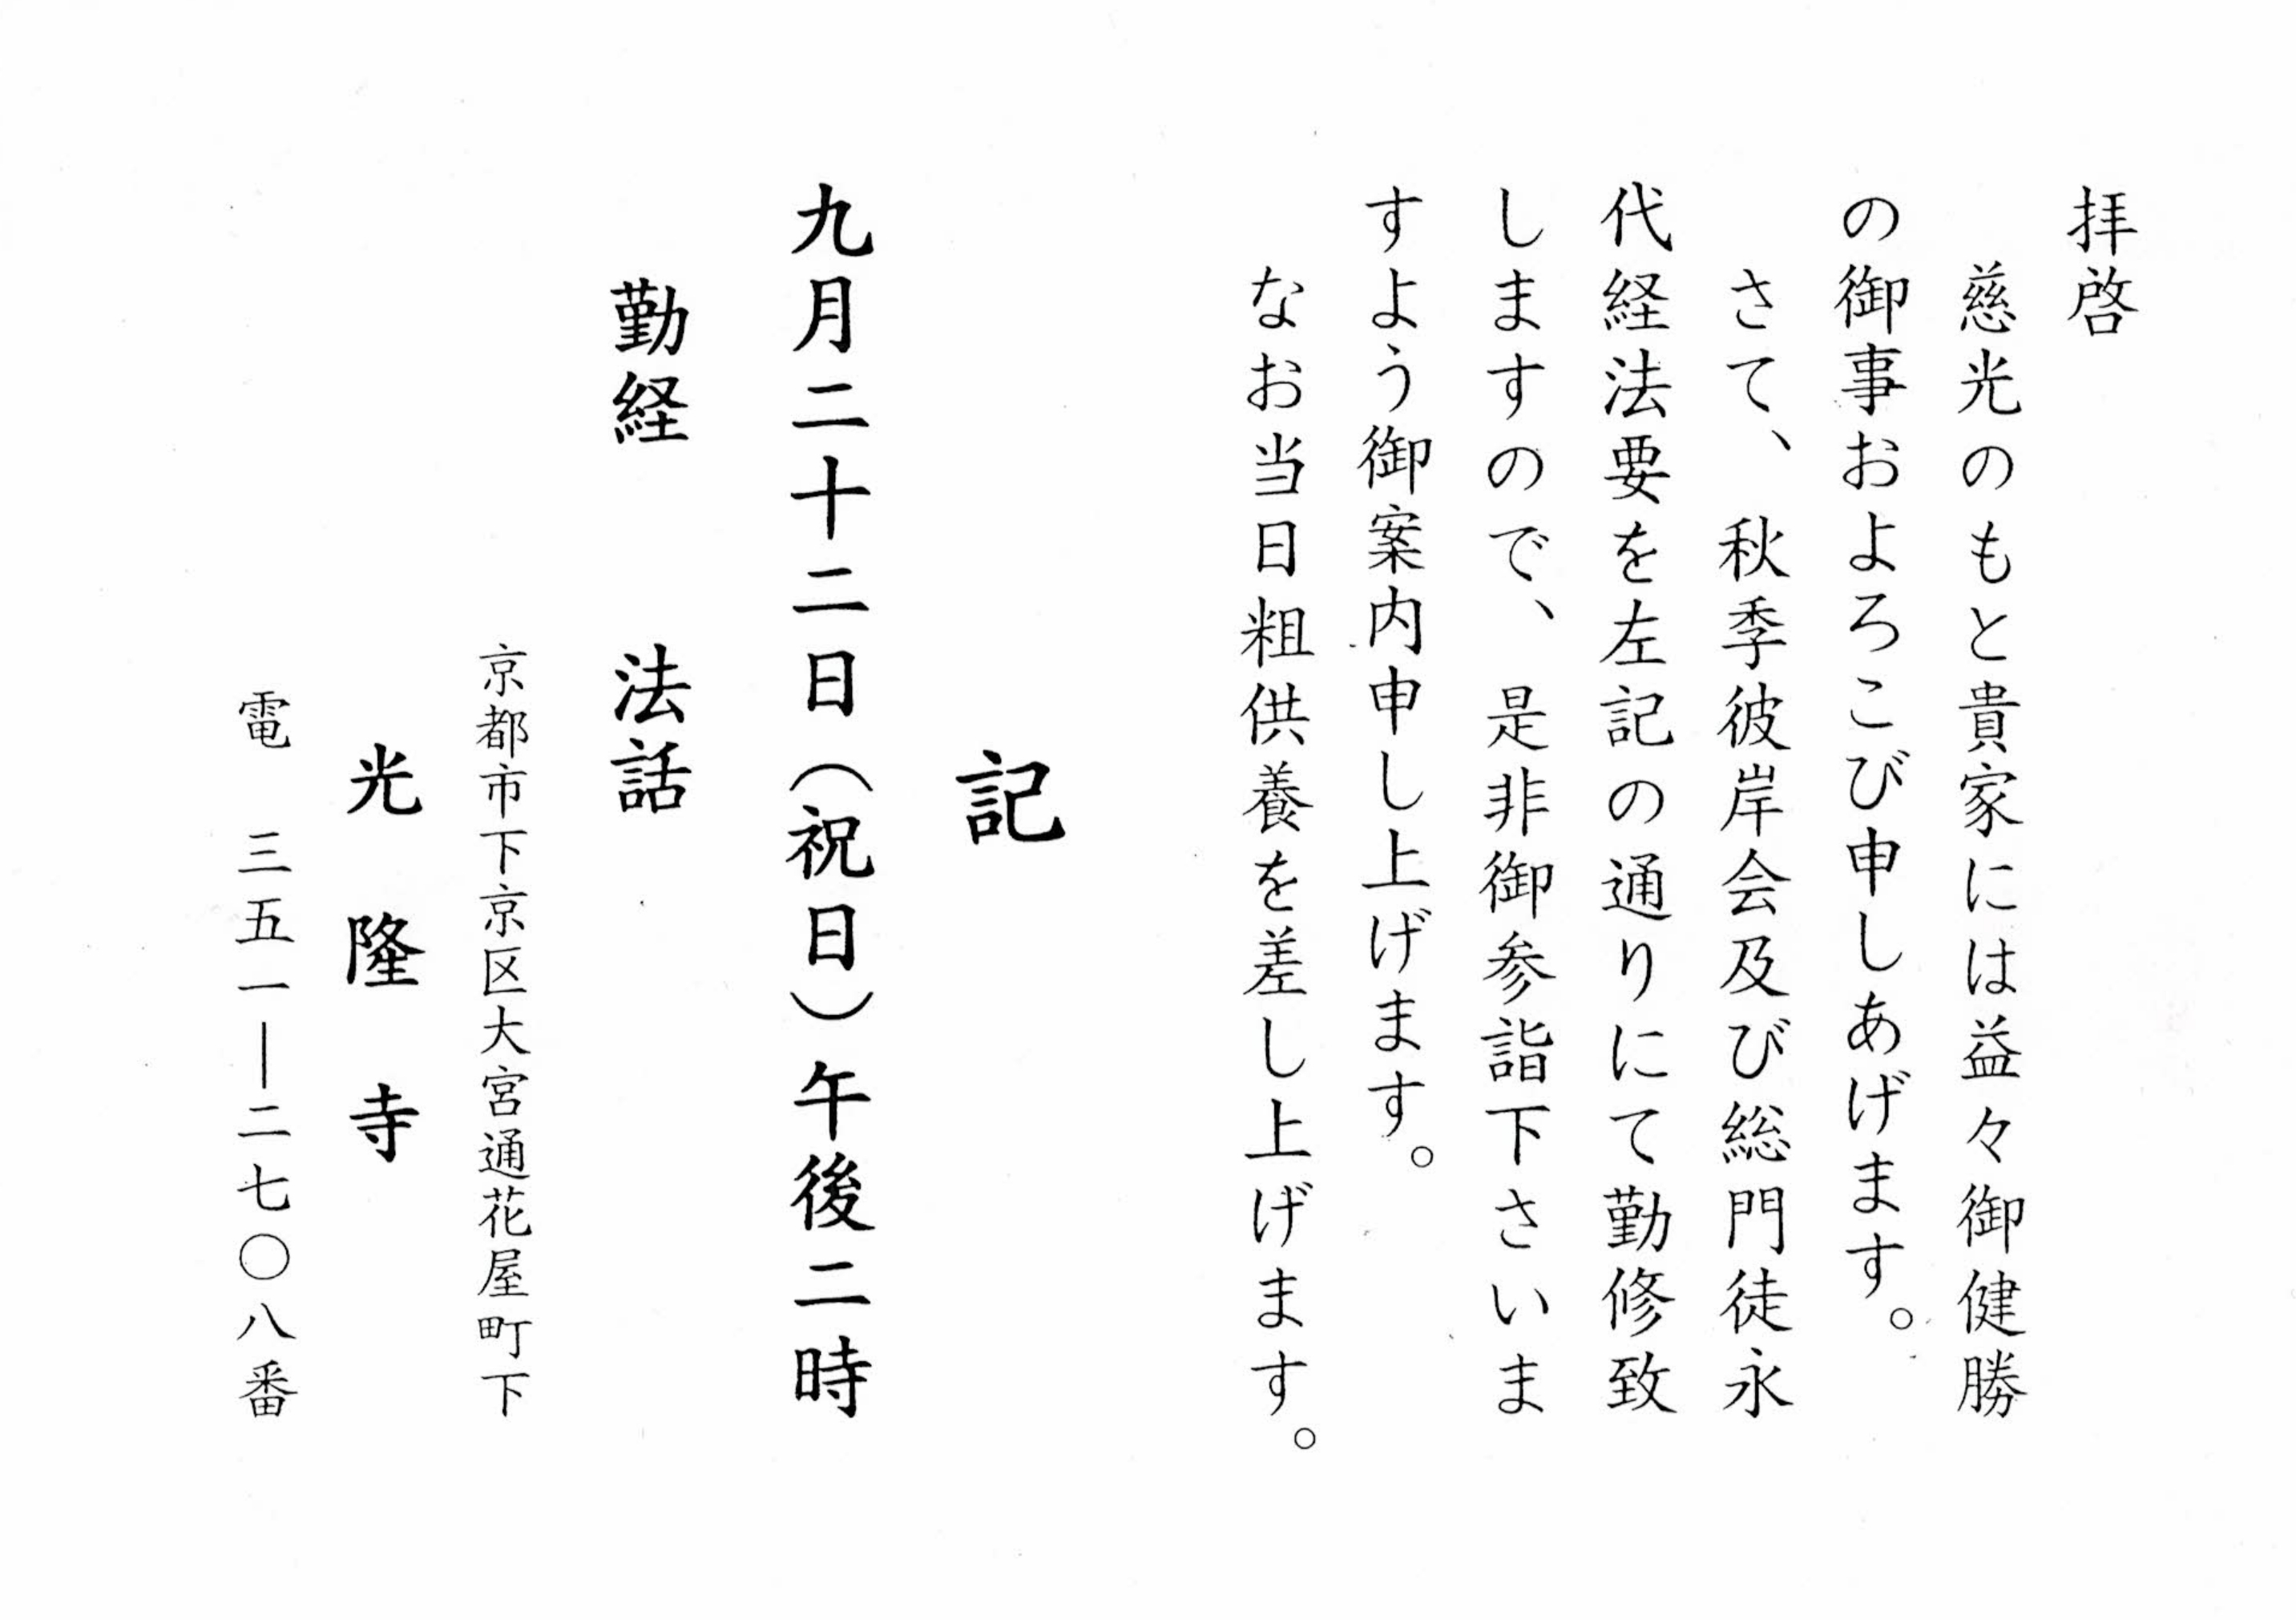 拝啓
慈光のもと貴家には益々御健勝
の御事およろこび申しあげます。
さて、秋季彼岸会及び総門徒永
代経法要を左記の通りにて勤修致
しますので、是非御参詣下さいま
すよう御案内申し上げます。
なお当日粗供養を差し上げます。
記
九月二十二日（祝日）午後二時
勤経　法話
京都市下京区大宮通花屋町下
光隆寺
電　三五一―二七〇八番